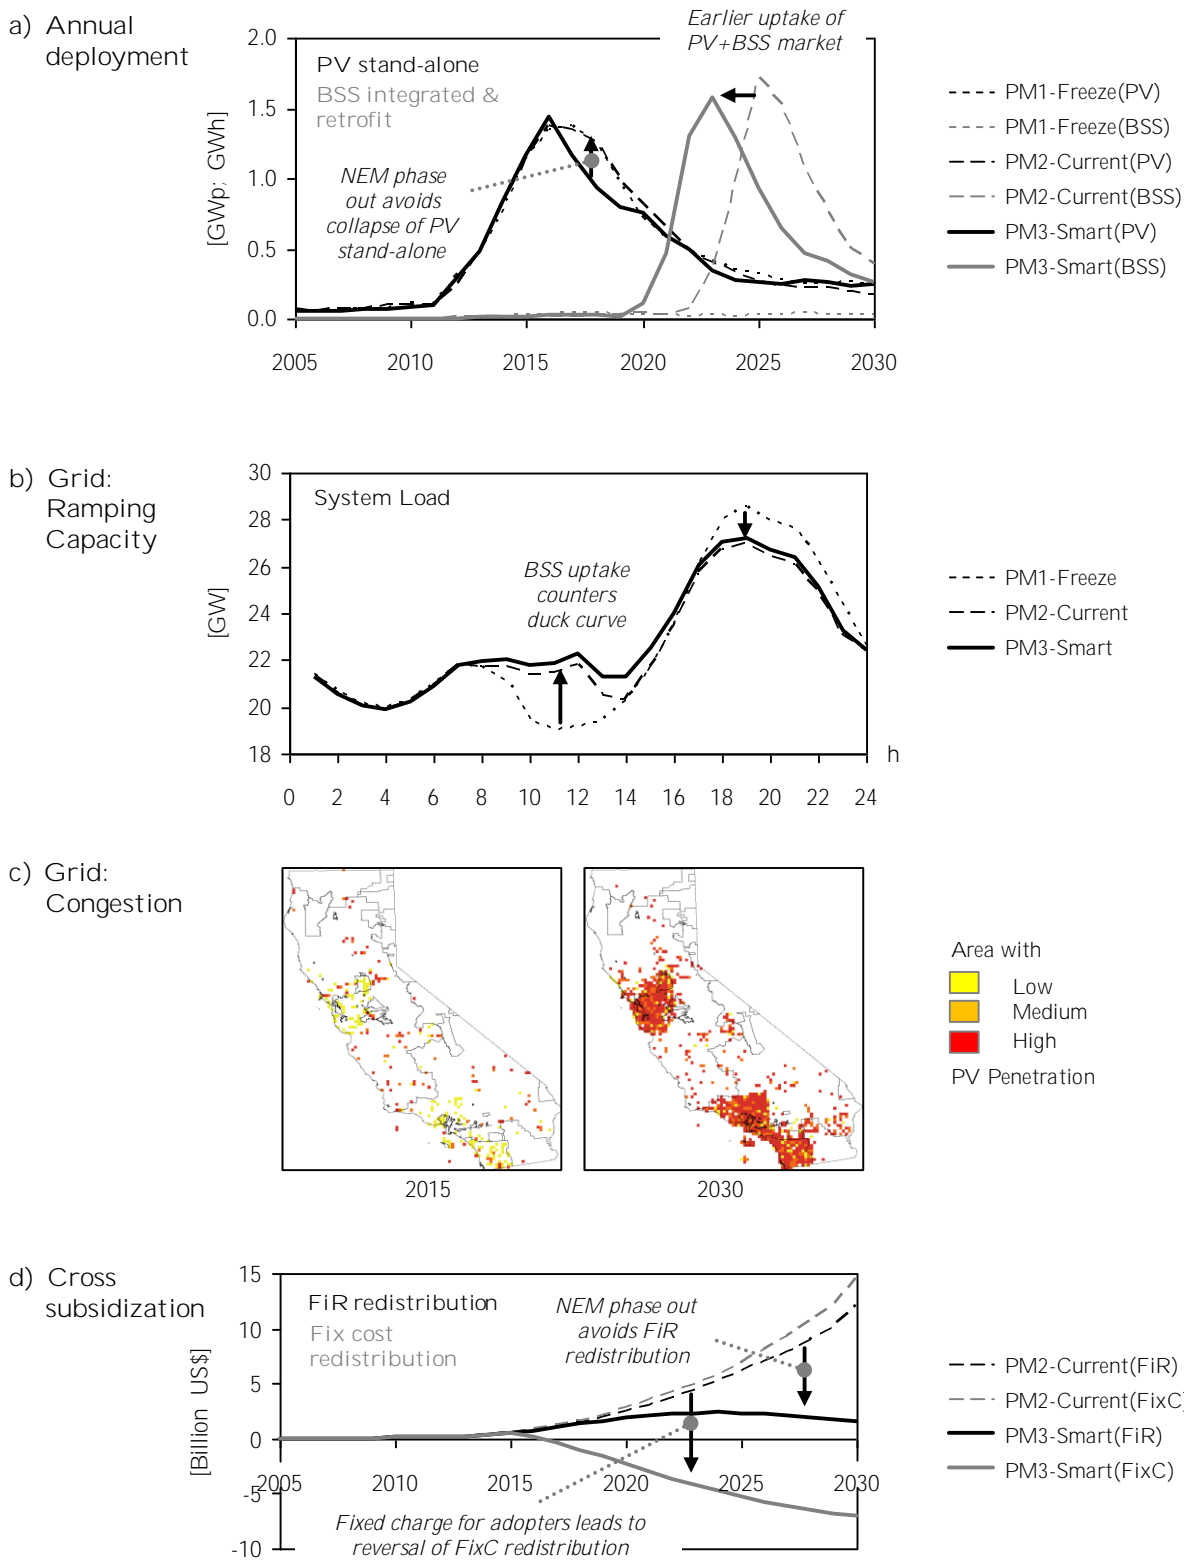 a) Annual
deployment
[GWp; GWh]
2.0
1.5
1.0
0.5
0.0
PV stand-alone
BSS integrated &
retrofit
NEM phase
out avoids
collapse of PV
stand-alone
Earlier uptake of
PV+BSS market
2005 2010 2015 2020 2025 2030
PM1-Freeze(PV)
PM1-Freeze(BSS)
PM2-Current(PV)
PM2-Current(BSS)
PM3-Smart(PV)
PM3-Smart(BSS)
b) Grid:
Ramping
Capacity
[GW]
30
28
26
24
22
20
18
System Load
BSS uptake
counters
duck curve
h
0 2 4 6 8 10 12 14 16 18 20 22 24
PM1-Freeze
PM2-Current
PM3-Smart
c) Grid:
Congestion
2015
2030
Area with
Low
Medium
High
PV Penetration
d) Cross
subsidization
[Billion US$]
15
10
5
0
-5
-10
FiR redistribution
Fix cost
redistribution
NEM phase out
avoids FiR
redistribution
2005 2010 2015 2020 2025 2030
Fixed charge for adopters leads to
reversal of FixC redistribution
PM2-Current(FiR)
PM2-Current(FixC)
PM3-Smart(FiR)
PM3-Smart(FixC)